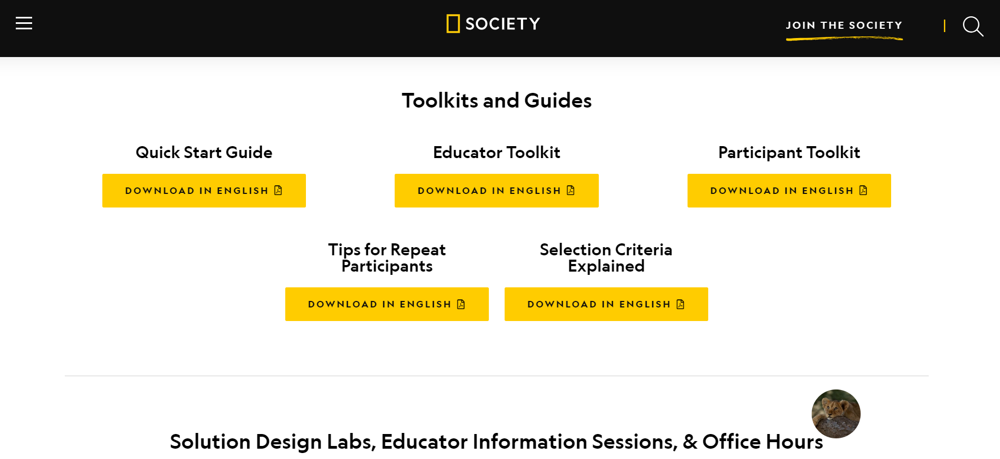 SOCIETY
JOIN THE SOCIETY
Toolkits and Guides
Quick Start Guide
DOWNLOAD IN ENGLISH
Educator Toolkit
DOWNLOAD IN ENGLISH
Participant Toolkit
DOWNLOAD IN ENGLISH
Tips for Repeat
Participants
DOWNLOAD IN ENGLISH
Selection Criteria
Explained
DOWNLOAD IN ENGLISH
Solution Design Labs, Educator Information Sessions, & Office Hours